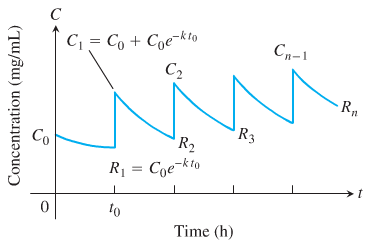 C
C₁ = C₀ + C₀e^{-kt₀}
C₂
C_{n−1}
Concentration (mg/mL)
C₀
R₂
R₃
Rₙ
R₁ = C₀e^{-kt₀}
0
t₀
t
Time (h)